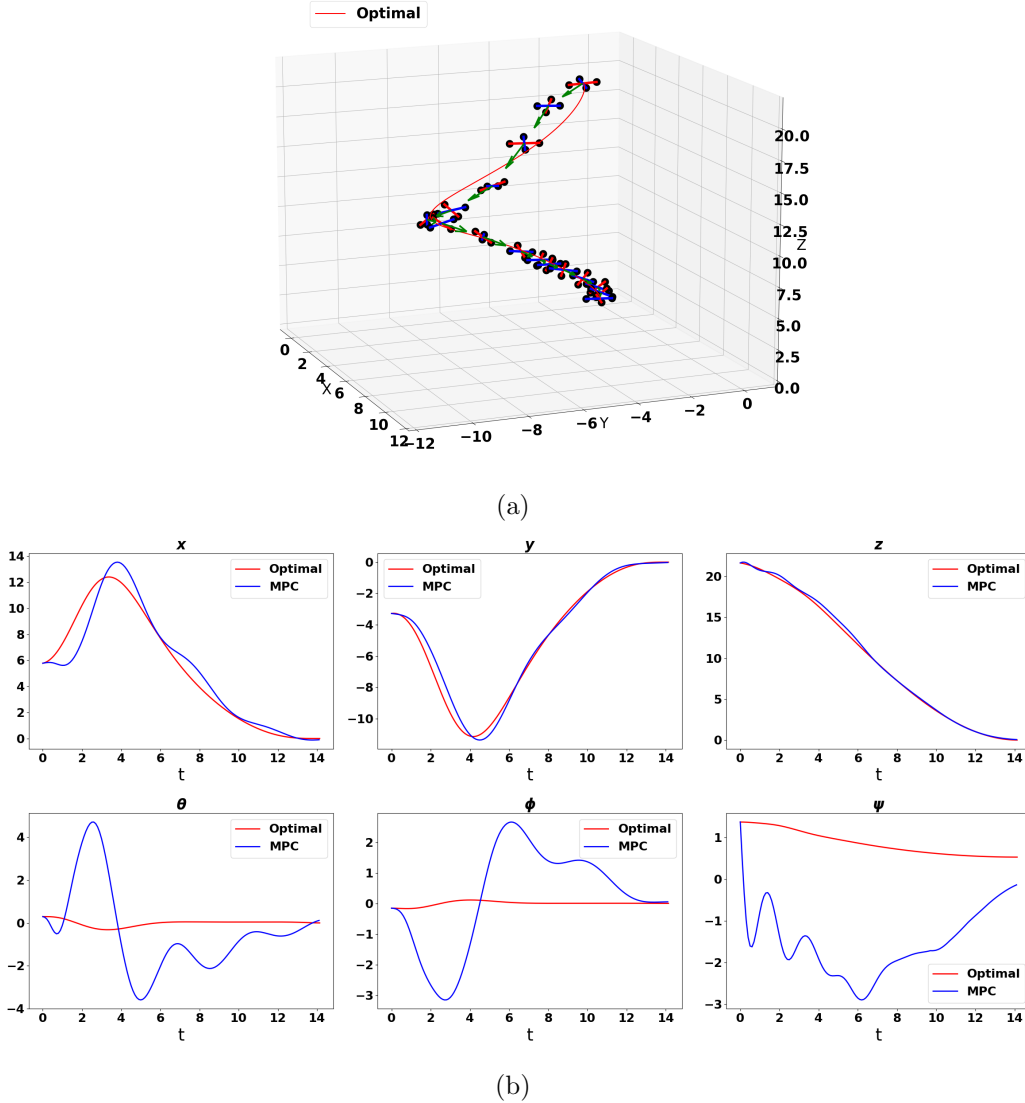 Optimal
20.0
17.5
15.0
12.5
Z
10.0
7.5
5.0
2.5
0.0
0
2
4
X
6
8
10
12
−12
−10
−8
−6
Y
−4
−2
0
(a)
x
14
12
10
8
6
4
2
0
Optimal
MPC
0 2 4 6 8 10 12 14
t
y
0
−2
−4
−6
−8
−10
Optimal
MPC
0 2 4 6 8 10 12 14
t
z
20
15
10
5
0
Optimal
MPC
0 2 4 6 8 10 12 14
t
θ
4
2
0
−2
−4
Optimal
MPC
0 2 4 6 8 10 12 14
t
ϕ
2
1
0
−1
−2
−3
Optimal
MPC
0 2 4 6 8 10 12 14
t
ψ
1
0
−1
−2
−3
Optimal
MPC
0 2 4 6 8 10 12 14
t
(b)